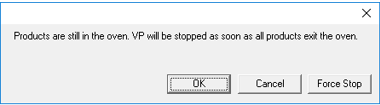 Products are still in the oven. VP will be stopped as soon as all products exit the oven.
OK Cancel Force Stop